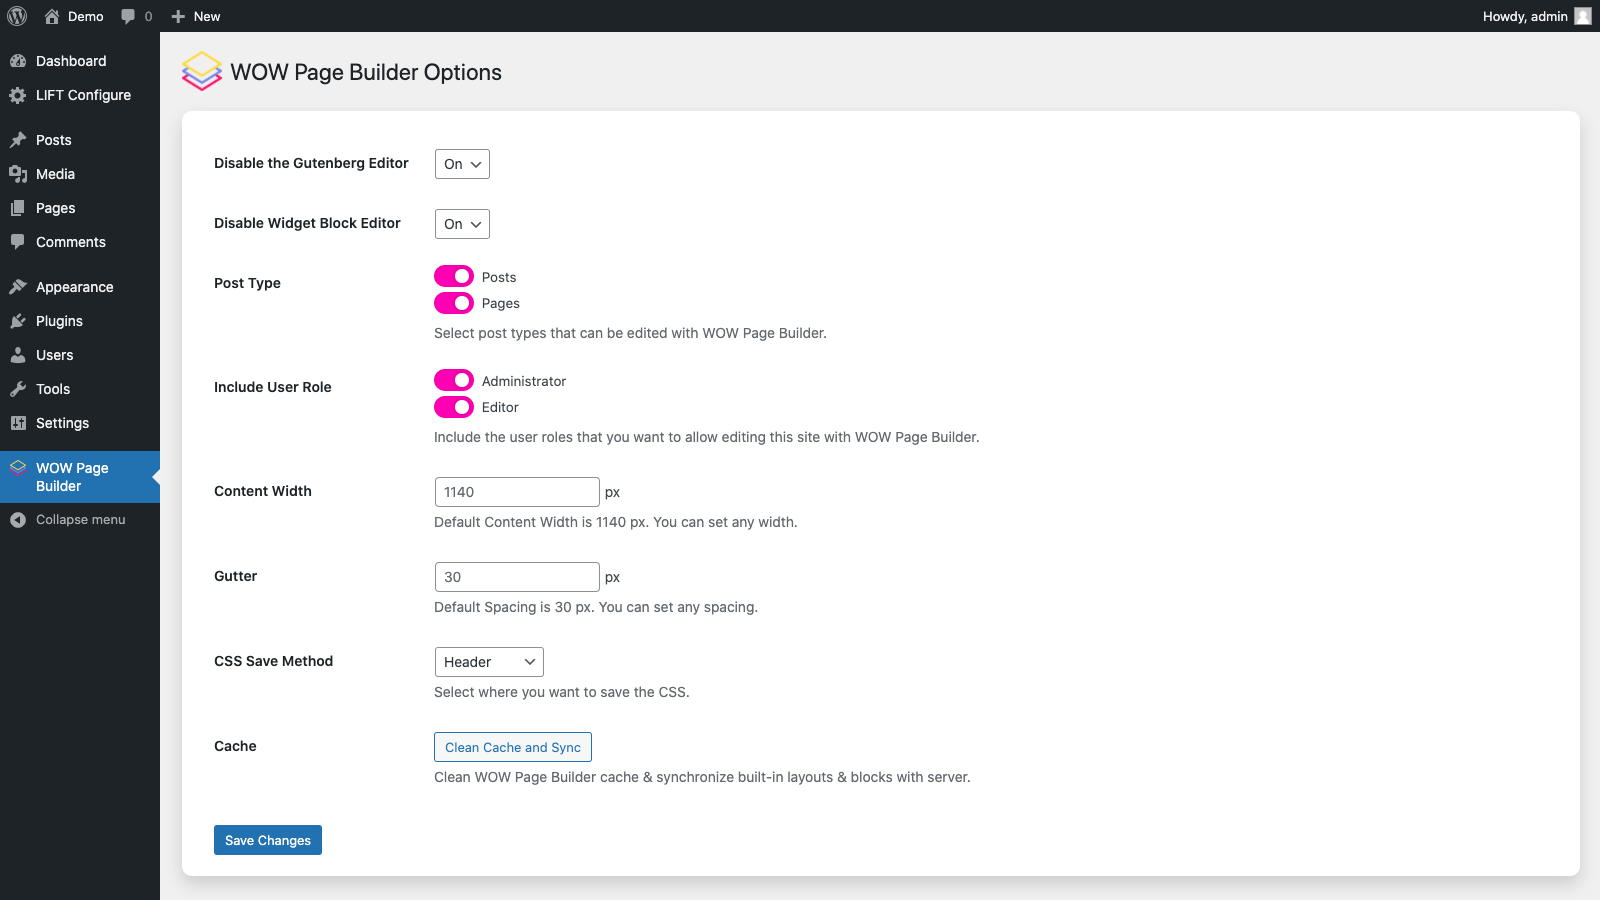 Demo
0
New
Howdy, admin
Dashboard
LIFT Configure
Posts
Media
Pages
Comments
Appearance
Plugins
Users
Tools
Settings
WOW Page
Builder
Collapse menu
WOW Page Builder Options
Disable the Gutenberg Editor
On
Disable Widget Block Editor
On
Post Type
Posts
Pages
Select post types that can be edited with WOW Page Builder.
Include User Role
Administrator
Editor
Include the user roles that you want to allow editing this site with WOW Page Builder.
Content Width
1140 px
Default Content Width is 1140 px. You can set any width.
Gutter
30 px
Default Spacing is 30 px. You can set any spacing.
CSS Save Method
Header
Select where you want to save the CSS.
Cache
Clean Cache and Sync
Clean WOW Page Builder cache & synchronize built-in layouts & blocks with server.
Save Changes